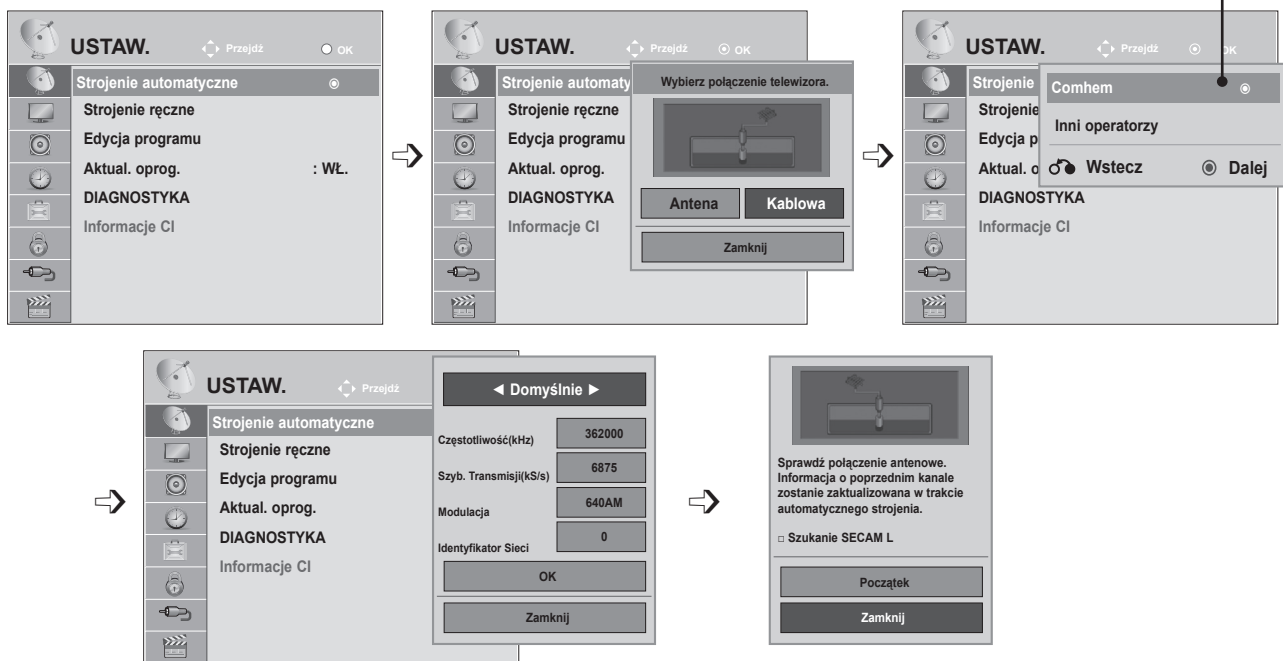 USTAW.
Przejdź
OK
Strojenie automatyczne
Strojenie ręczne
Edycja programu
Aktual. oprog. : WŁ.
DIAGNOSTYKA
Informacje CI
USTAW.
Przejdź
OK
Strojenie automaty
Strojenie ręczne
Edycja programu
Aktual. oprog.
DIAGNOSTYKA
Informacje CI
Wybierz połączenie telewizora.
Antena
Kablowa
Zamknij
USTAW.
Przejdź
K
Strojenie
Strojenie
Edycja p
Aktual. o
DIAGNOSTYKA
Informacje CI
Comhem
Inni operatorzy
Wstecz
Dalej
USTAW.
Przejdź
Strojenie automatyczne
Strojenie ręczne
Edycja programu
Aktual. oprog.
DIAGNOSTYKA
Informacje CI
◄ Domyślnie ►
Częstotliwość(kHz) 362000
Szyb. Transmisji(kS/s) 6875
Modulacja 640AM
Identyfikator Sieci 0
OK
Zamknij
Sprawdź połączenie antenowe.
Informacja o poprzednim kanale
zostanie zaktualizowana w trakcie
automatycznego strojenia.
□ Szukanie SECAM L
Początek
Zamknij